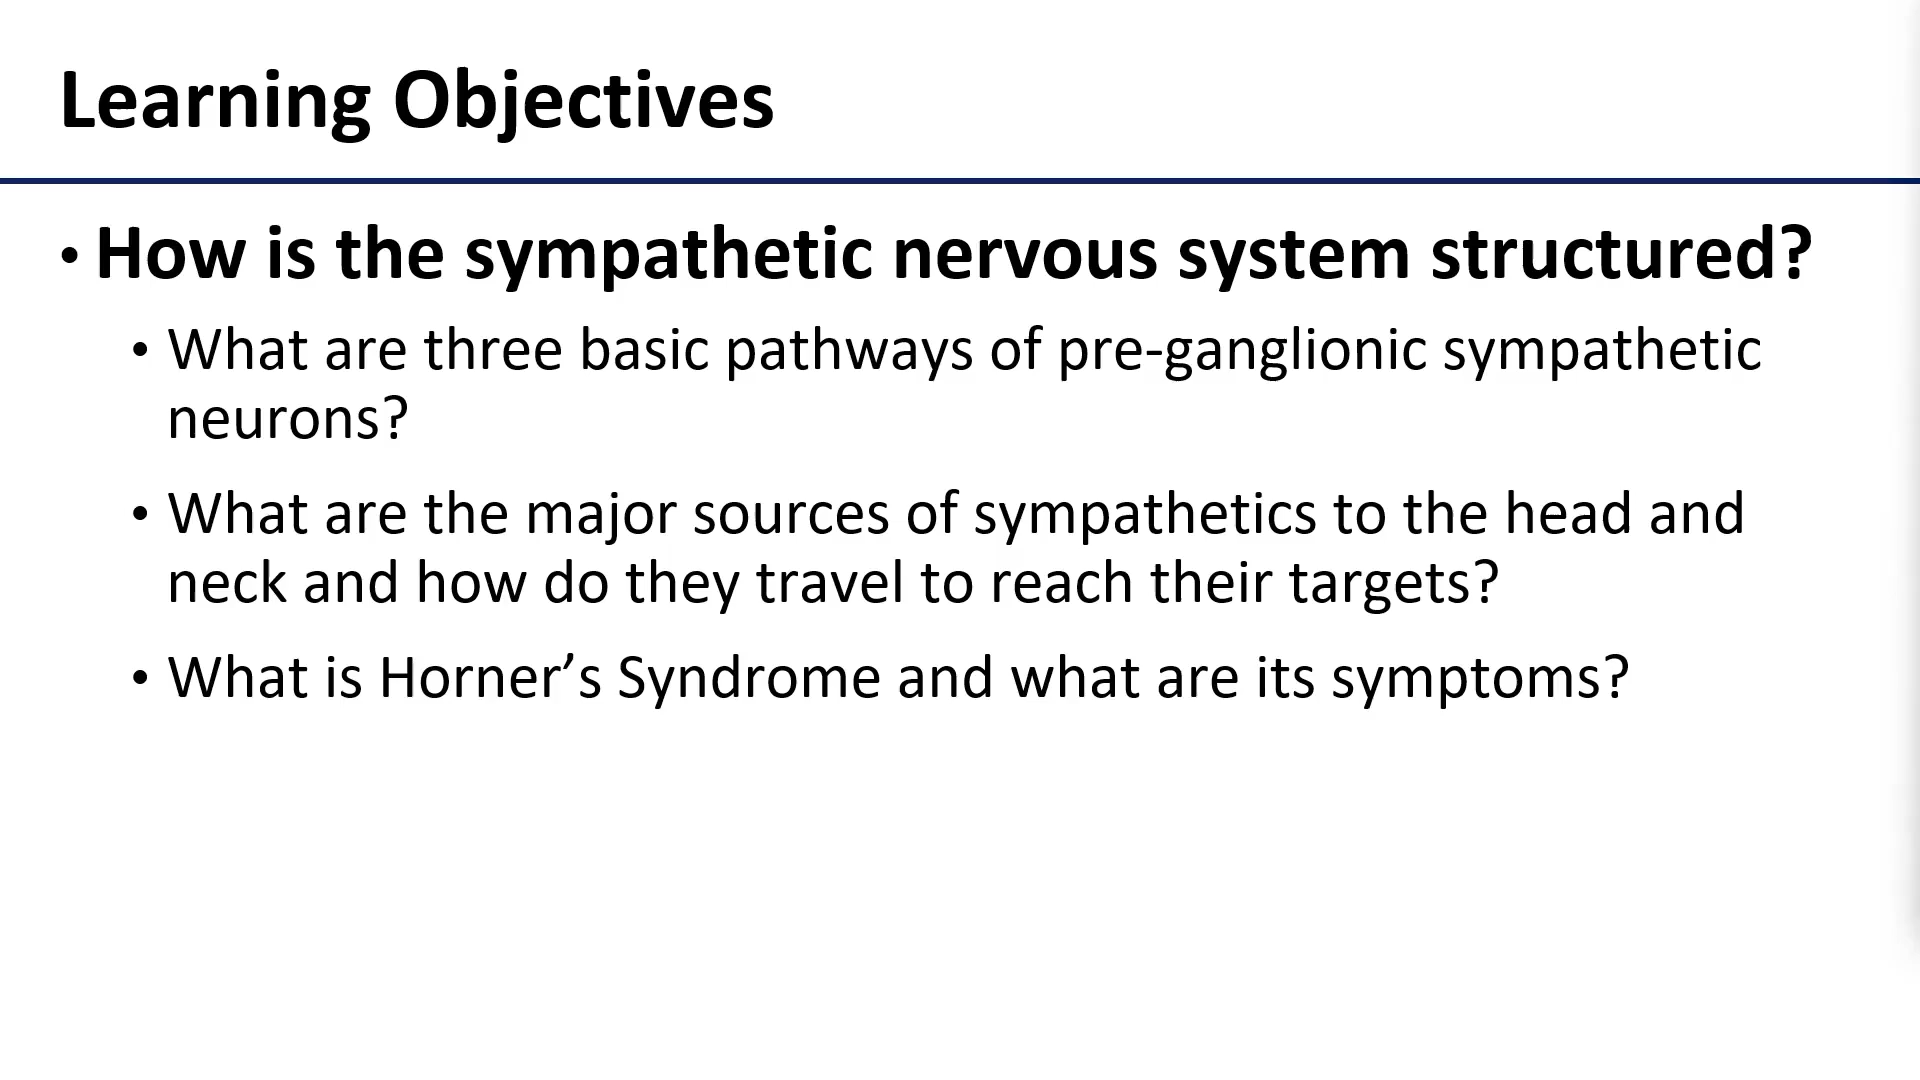 Learning Objectives
• How is the sympathetic nervous system structured?
• What are three basic pathways of pre-ganglionic sympathetic
neurons?
• What are the major sources of sympathetics to the head and
neck and how do they travel to reach their targets?
• What is Horner’s Syndrome and what are its symptoms?